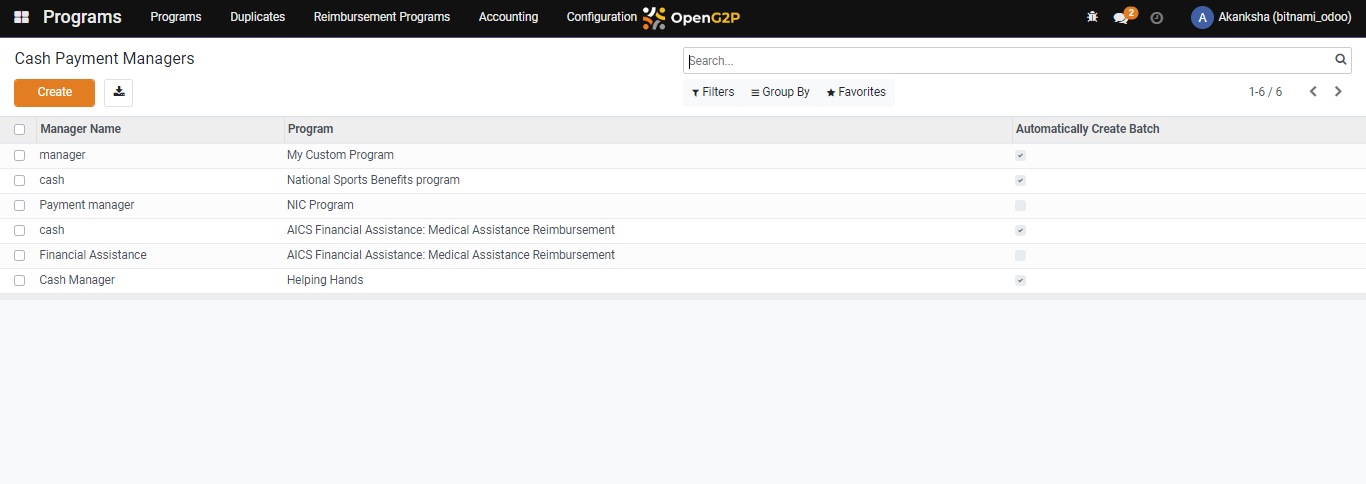 Programs Programs Duplicates Reimbursement Programs Accounting Configuration OpenG2P 2 A Akanksha (bitnami_odoo)
Cash Payment Managers
Search...
Create
Filters Group By Favorites 1-6 / 6
Manager Name Program Automatically Create Batch
manager My Custom Program
cash National Sports Benefits program
Payment manager NIC Program
cash AICS Financial Assistance: Medical Assistance Reimbursement
Financial Assistance AICS Financial Assistance: Medical Assistance Reimbursement
Cash Manager Helping Hands